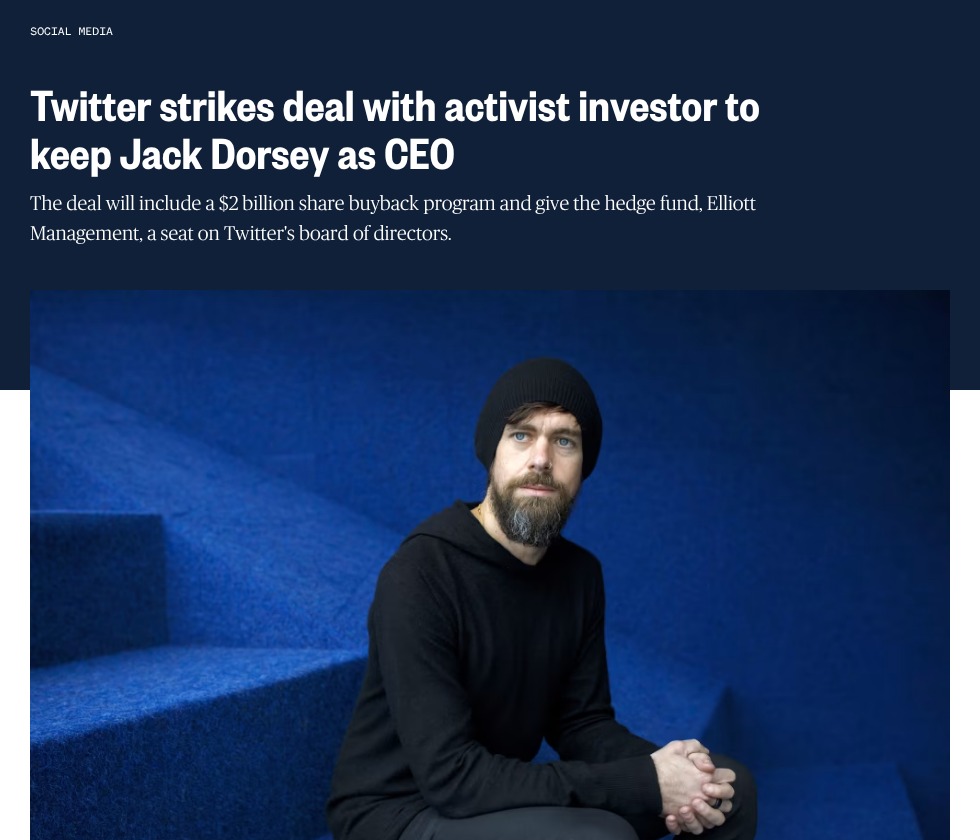 SOCIAL MEDIA
Twitter strikes deal with activist investor to
keep Jack Dorsey as CEO
The deal will include a $2 billion share buyback program and give the hedge fund, Elliott
Management, a seat on Twitter's board of directors.